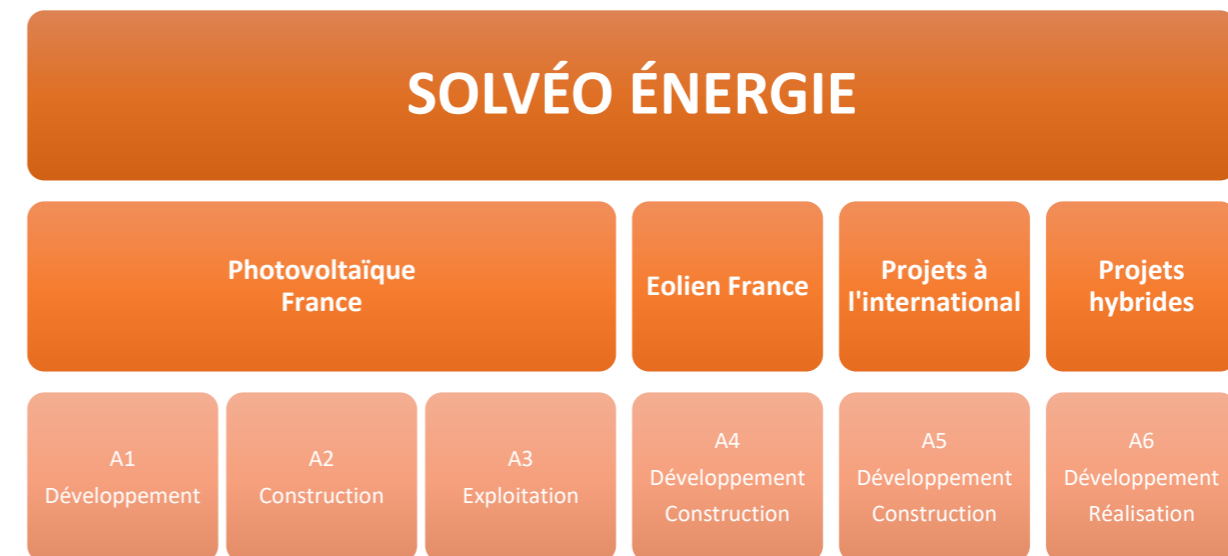 SOLVÉO ÉNERGIE
Photovoltaïque
France
Eolien France
Projets à
l'international
Projets
hybrides
A1
Développement
A2
Construction
A3
Exploitation
A4
Développement
Construction
A5
Développement
Construction
A6
Développement
Réalisation